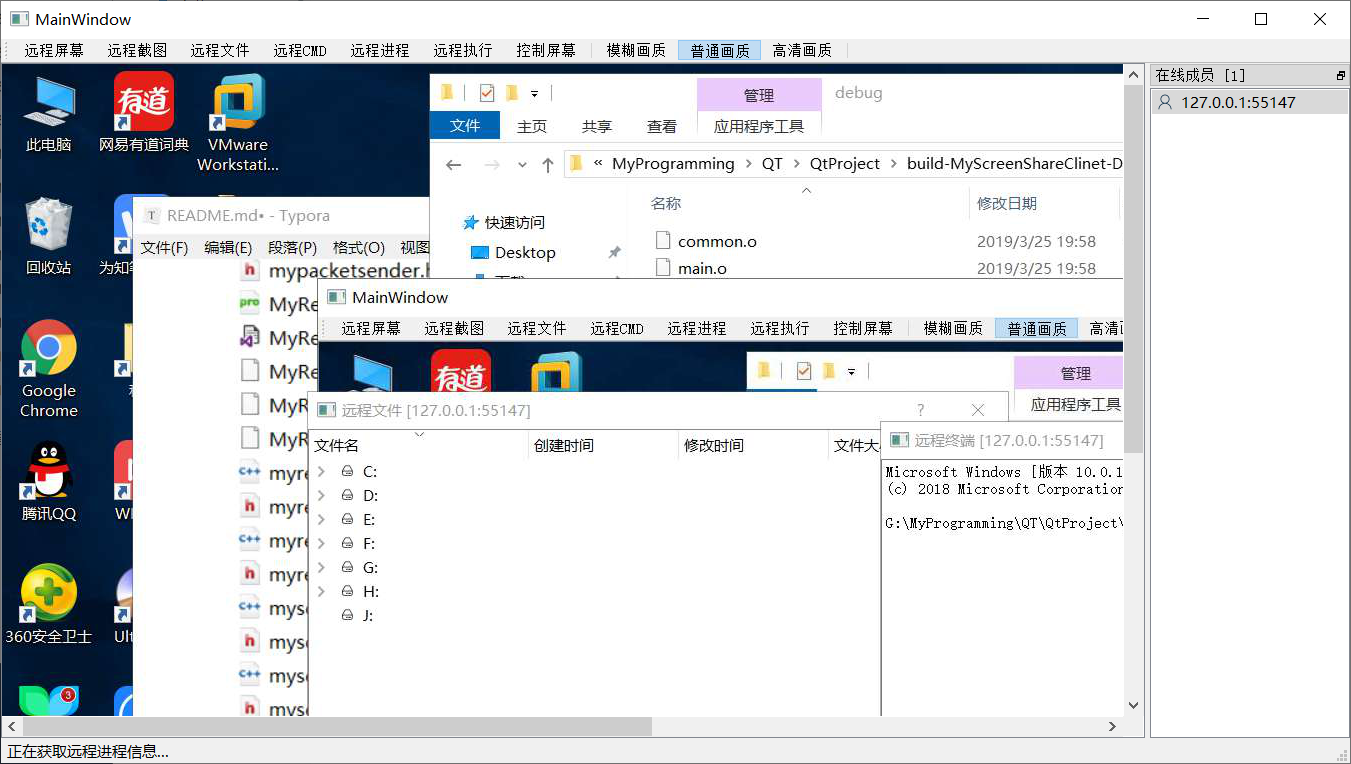 MainWindow
远程屏幕 远程截图 远程文件 远程CMD 远程进程 远程执行 控制屏幕 模糊画质 普通画质 高清画质
在线成员 [1]
127.0.0.1:55147
此电脑
有道
网易有道词典
VMware
Workstati...
管理
debug
文件 主页 共享 查看 应用程序工具
« MyProgramming > QT > QtProject > build-MyScreenShareClinet-D
名称 修改日期
快速访问
Desktop
common.o 2019/3/25 19:58
main.o 2019/3/25 19:58
T README.md• - Typora
文件(F) 编辑(E) 段落(P) 格式(O) 视图
回收站
为知
h mypacketsender.h
pro MyRe
MyRe
MyRe
MyR
MyR
C++ myre
h myre
C++ myre
h myre
C++ myso
h myso
C++ myso
h myso
MainWindow
远程屏幕 远程截图 远程文件 远程CMD 远程进程 远程执行 控制屏幕 模糊画质 普通画质 高清
有道
管理
应用程序工具
Google
Chrome
腾讯QQ
360安全卫士
Ult
3
远程文件 [127.0.0.1:55147]
?
文件名 创建时间 修改时间 文件大
C:
D:
E:
F:
G:
H:
J:
远程终端 [127.0.0.1:55147]
Microsoft Windows [版本 10.0.1
(c) 2018 Microsoft Corporation
G:\MyProgramming\QT\QtProject\
正在获取远程进程信息...